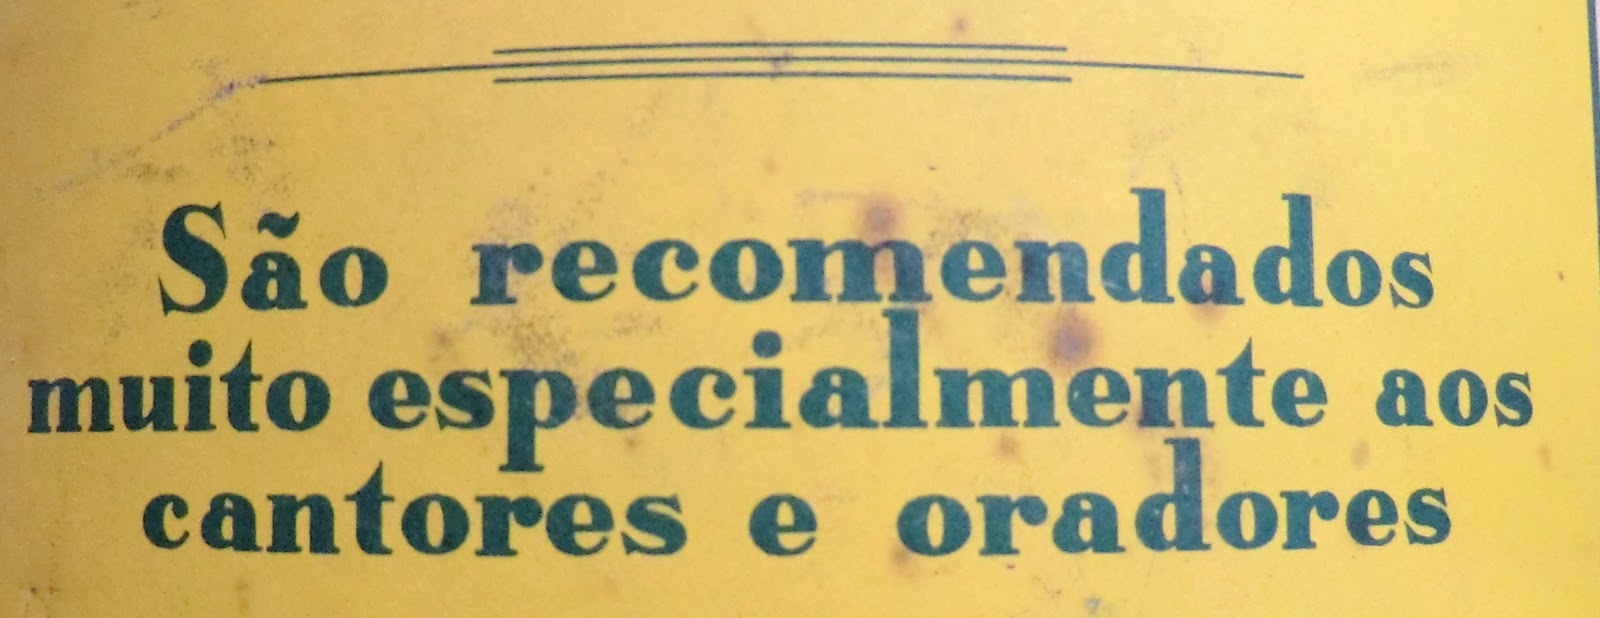 São recomendados
muito especialmente aos
cantores e oradores